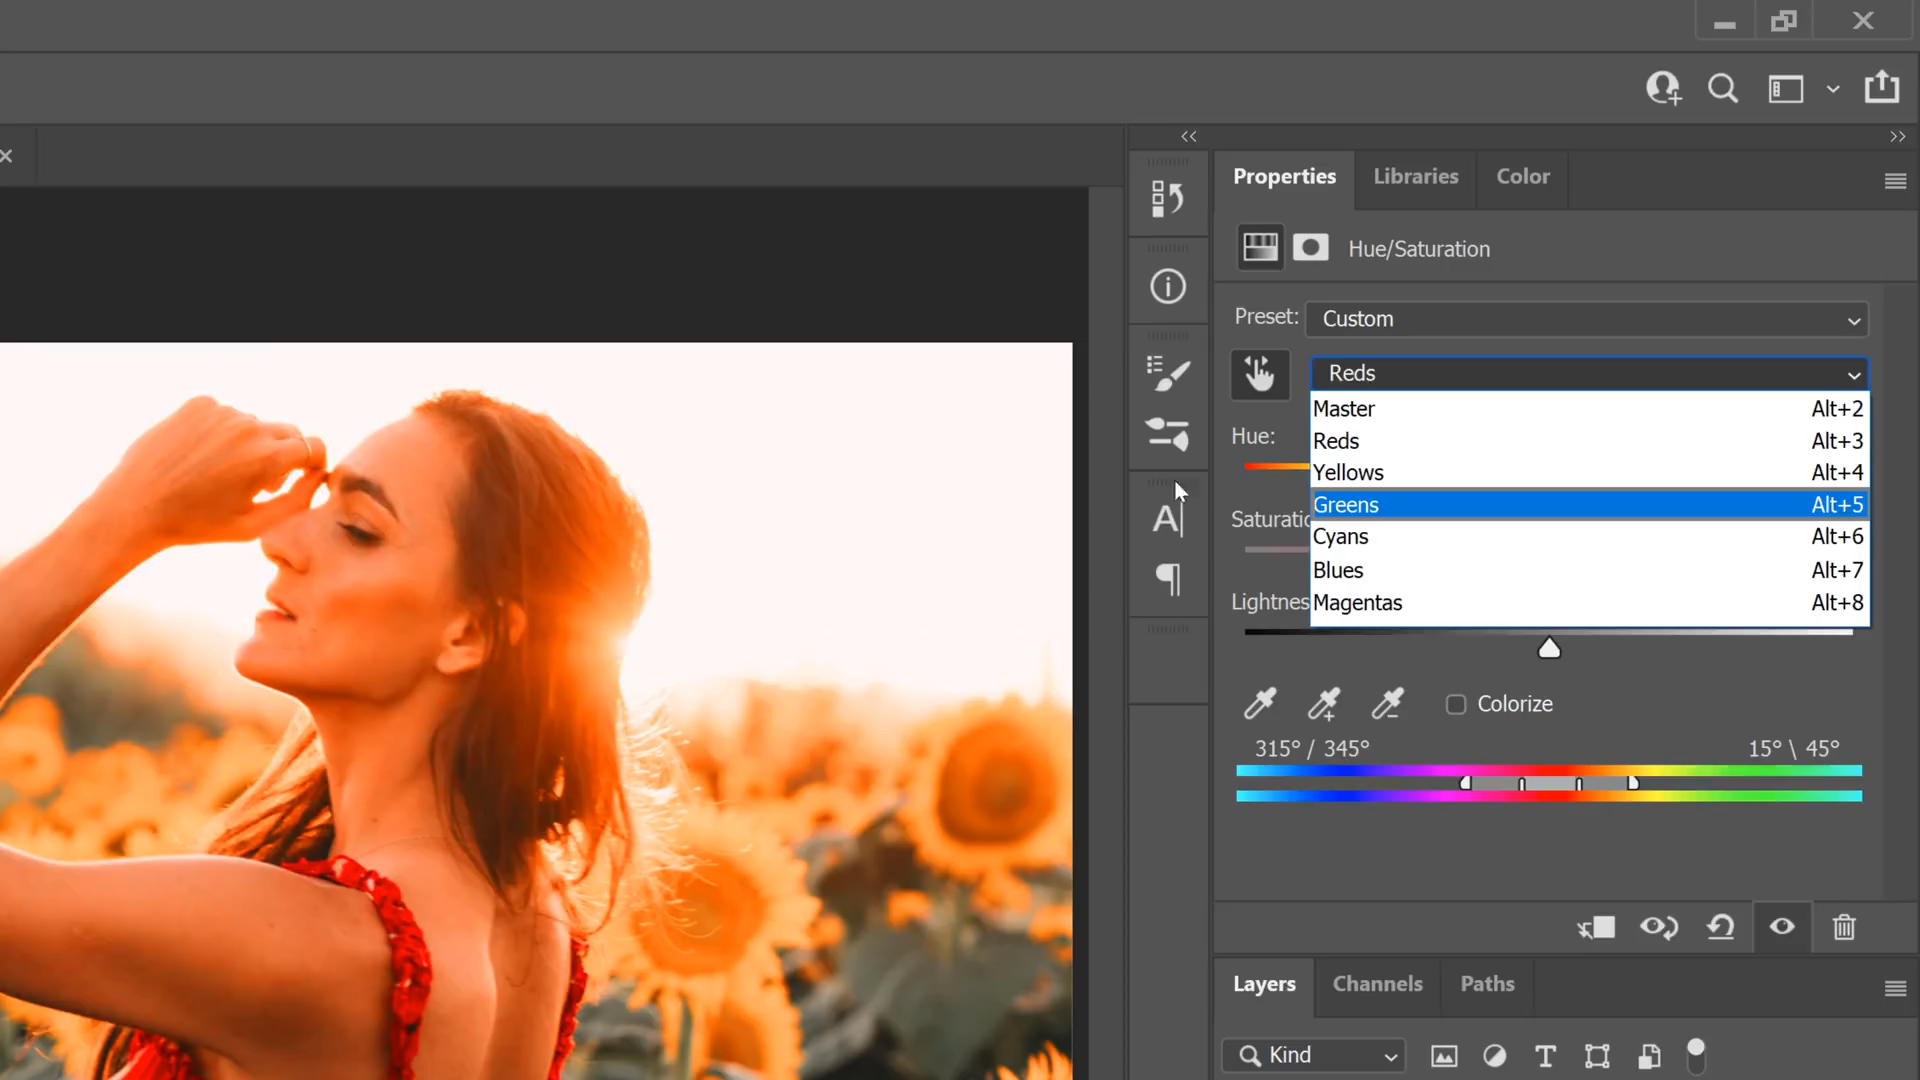 Properties Libraries Color
Hue/Saturation
Preset: Custom
Reds
Master Alt+2
Hue:
Reds Alt+3
Yellows Alt+4
Greens Alt+5
Saturatio
Cyans Alt+6
Blues Alt+7
Lightnes
Magentas Alt+8
Colorize
315° / 345° 15° \ 45°
Layers Channels Paths
Kind